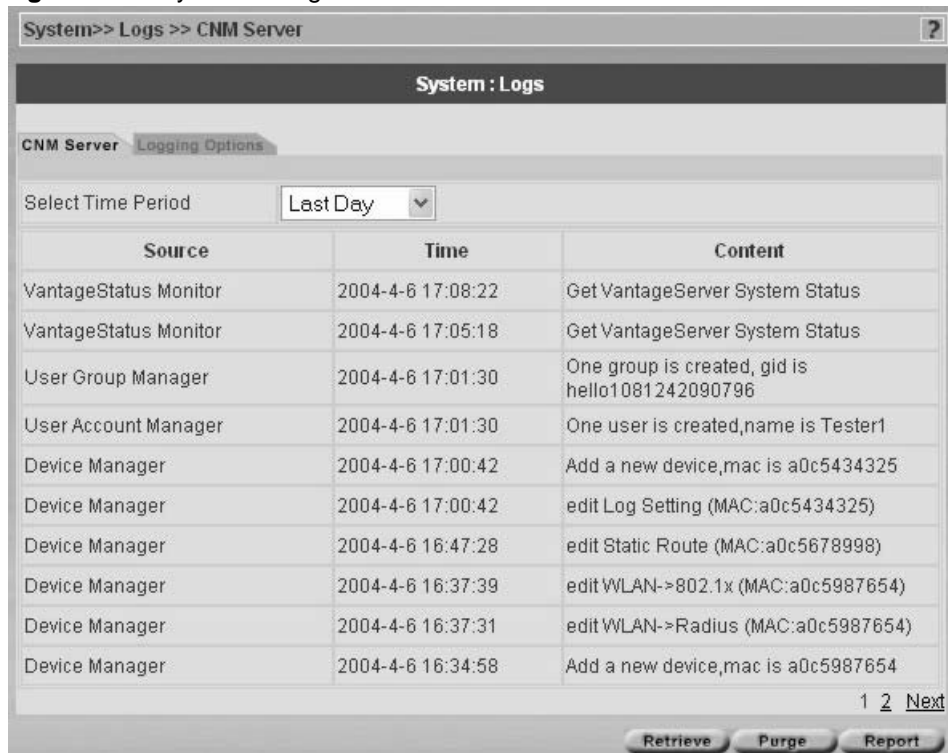 System>> Logs >> CNM Server ?
System : Logs
CNM Server Logging Options
Select Time Period Last Day
Source Time Content
VantageStatus Monitor 2004-4-6 17:08:22 Get VantageServer System Status
VantageStatus Monitor 2004-4-6 17:05:18 Get VantageServer System Status
User Group Manager 2004-4-6 17:01:30 One group is created, gid is
hello1081242090796
User Account Manager 2004-4-6 17:01:30 One user is created,name is Tester1
Device Manager 2004-4-6 17:00:42 Add a new device,mac is a0c5434325
Device Manager 2004-4-6 17:00:42 edit Log Setting (MAC:a0c5434325)
Device Manager 2004-4-6 16:47:28 edit Static Route (MAC:a0c5678998)
Device Manager 2004-4-6 16:37:39 edit WLAN->802.1x (MAC:a0c5987654)
Device Manager 2004-4-6 16:37:31 edit WLAN->Radius (MAC:a0c5987654)
Device Manager 2004-4-6 16:34:58 Add a new device,mac is a0c5987654
1 2 Next
Retrieve Purge Report